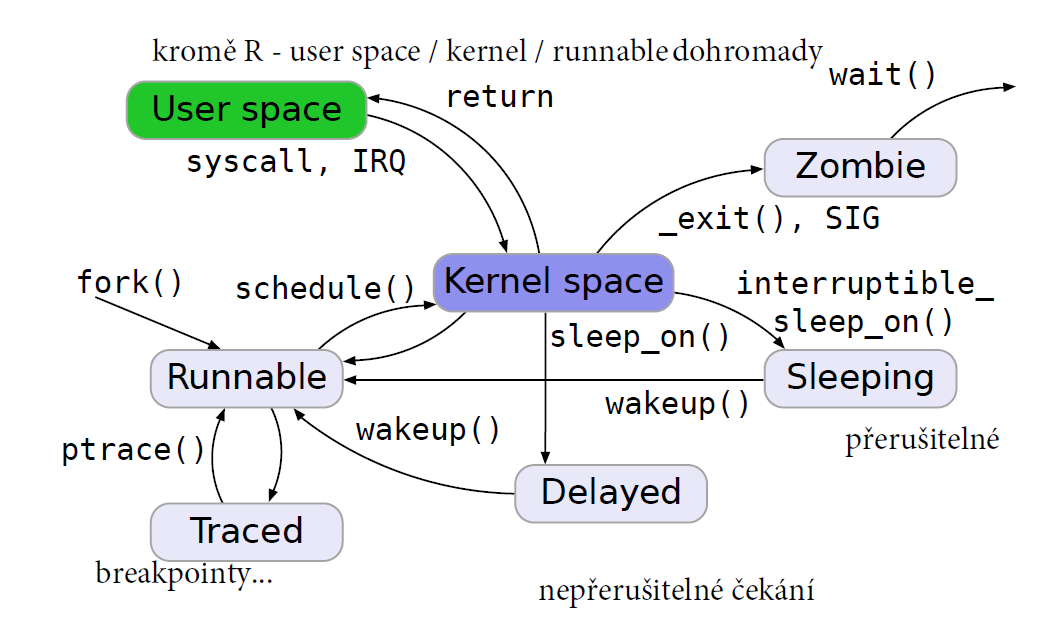 kromě R - user space / kernel / runnable dohromady
wait()
User space
return
syscall, IRQ
Zombie
_exit(), SIG
fork()
schedule()
Kernel space
interruptible_
sleep_on()
sleep_on()
Runnable
Sleeping
wakeup()
wakeup()
přerušitelné
ptrace()
Delayed
Traced
breakpointy...
nepřerušitelné čekání